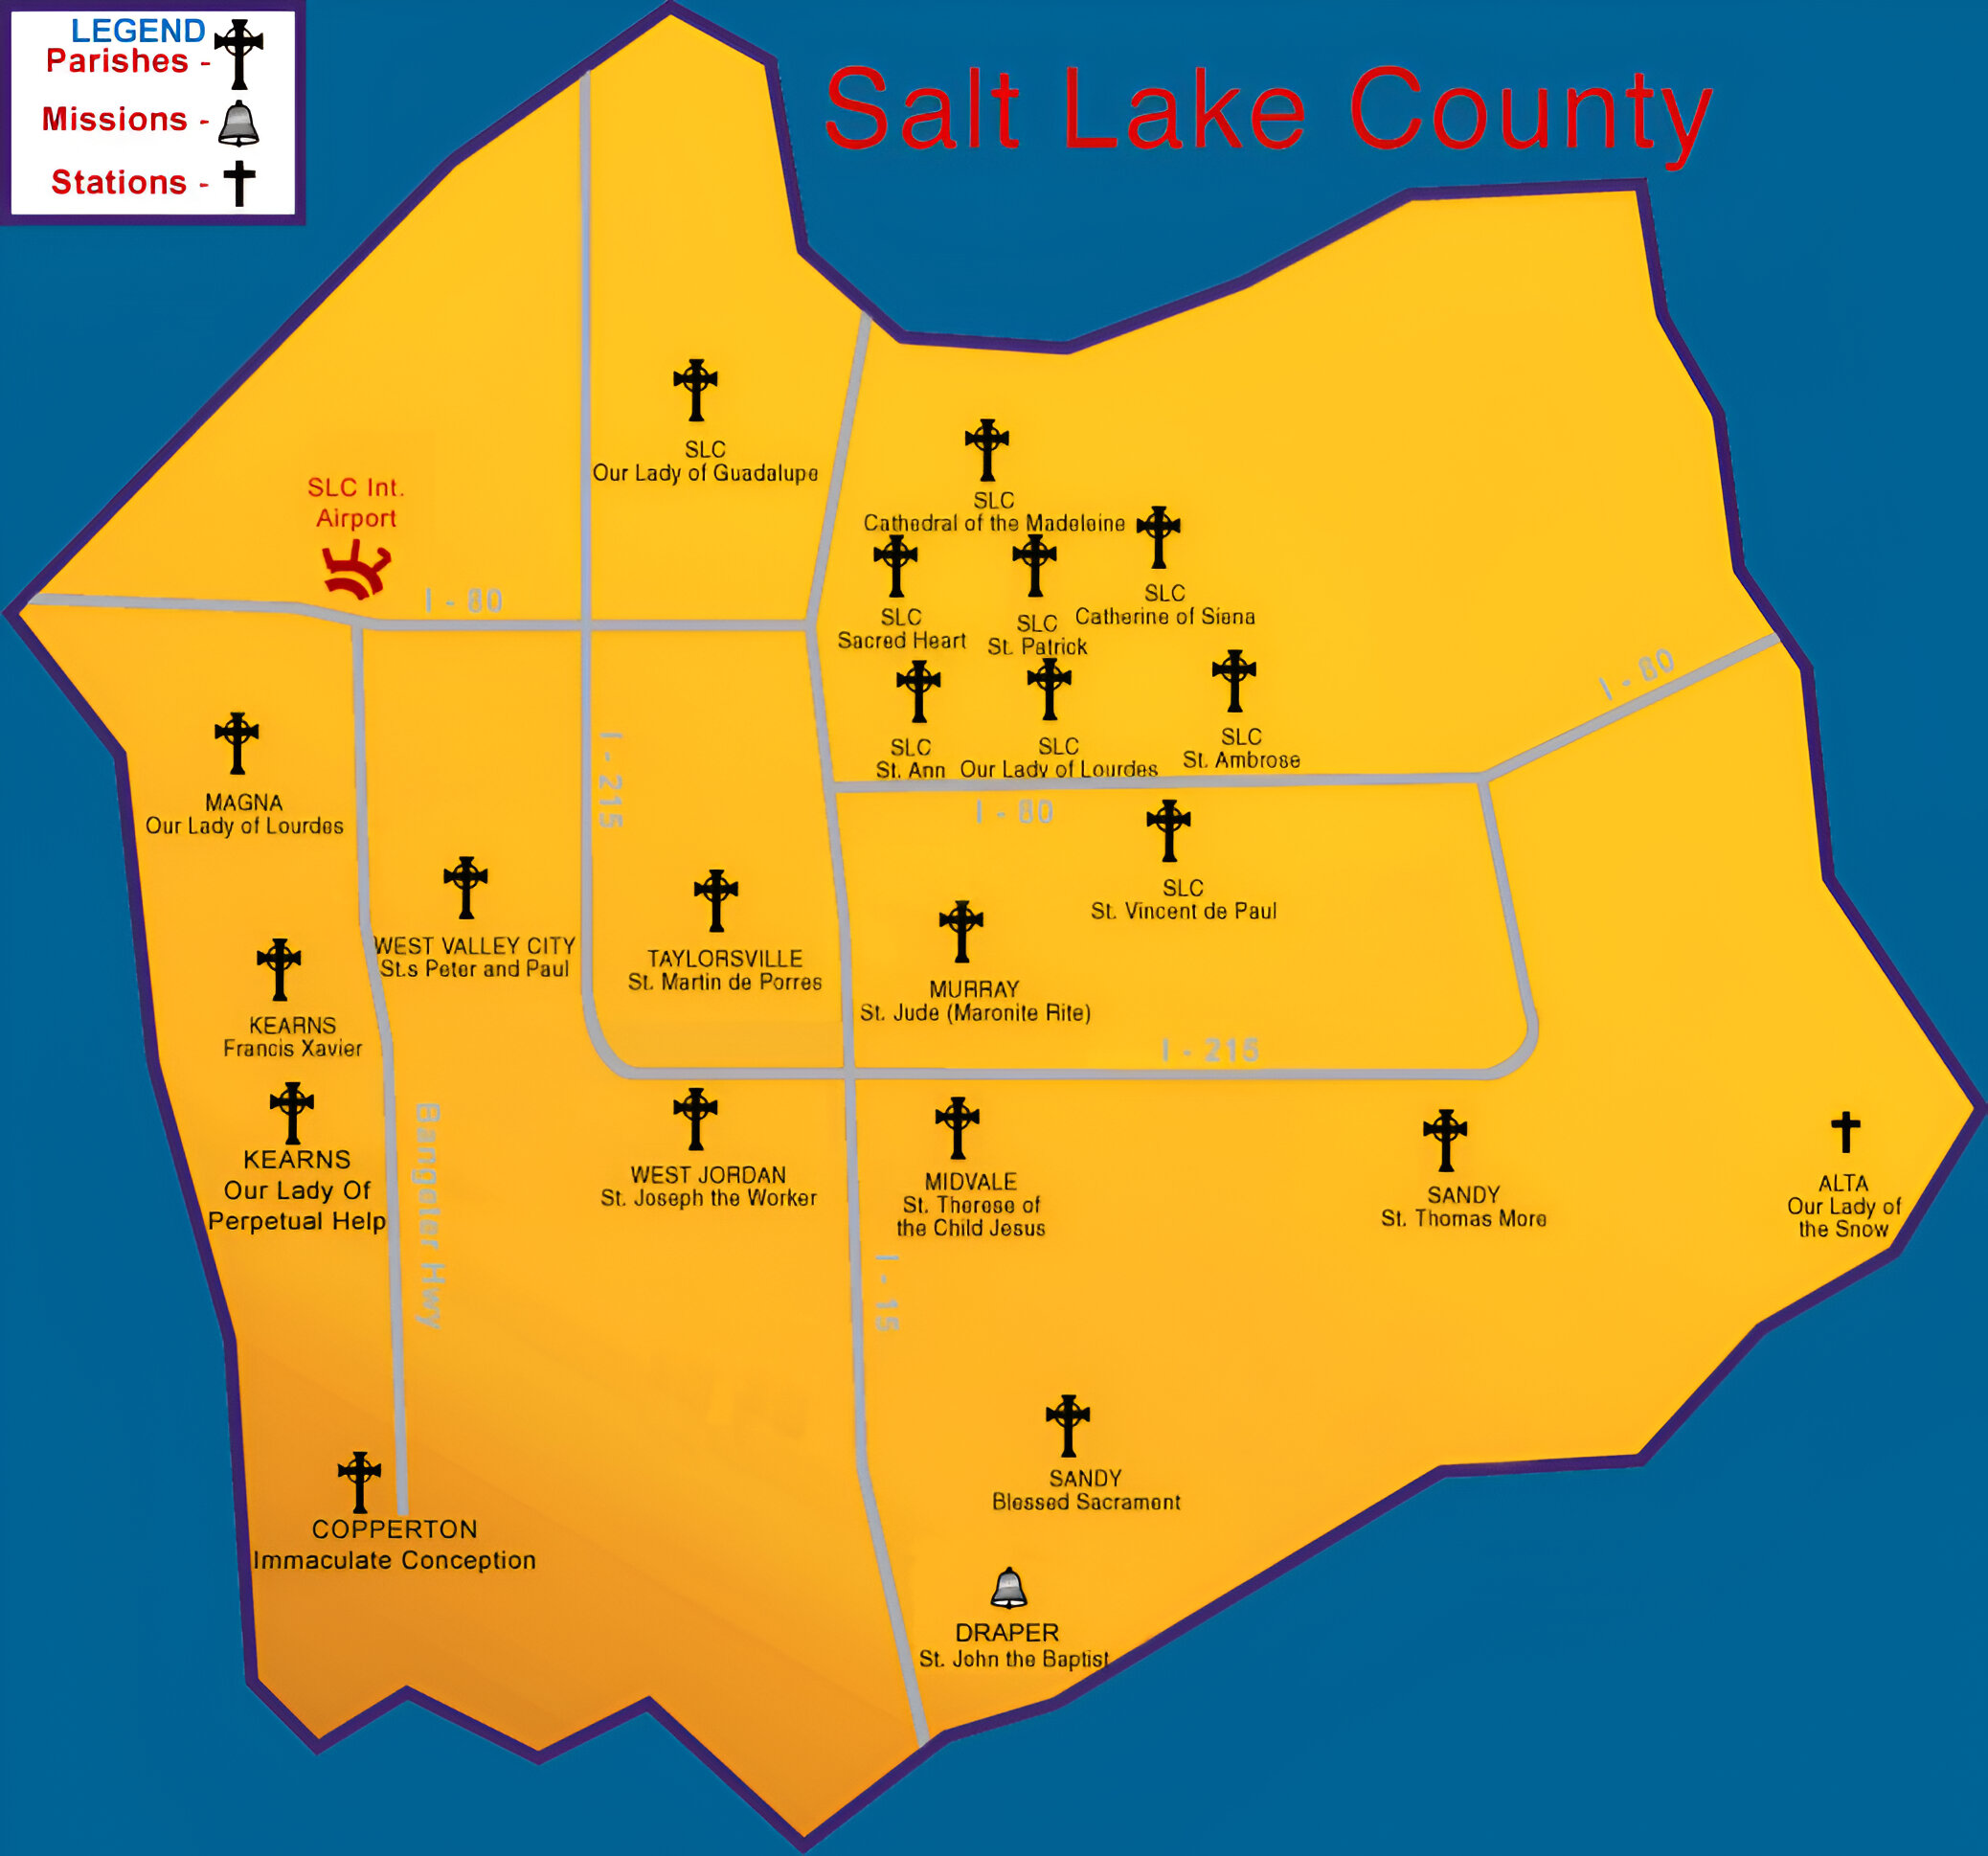 LEGEND
Parishes -
Missions -
Stations -
Salt Lake County
SLC
Our Lady of Guadalupe
SLC Int.
Airport
I - 80
SLC
Cathedral of the Madeleine
SLC
Sacred Heart
SLC
St. Patrick
SLC
Catherine of Siena
SLC
St. Ann
SLC
Our Lady of Lourdes
SLC
St. Ambrose
I - 80
I - 80
I - 215
MAGNA
Our Lady of Lourdes
SLC
St. Vincent de Paul
WEST VALLEY CITY
St.s Peter and Paul
TAYLORSVILLE
St. Martin de Porres
MURRAY
St. Jude (Maronite Rite)
KEARNS
Francis Xavier
I - 215
KEARNS
Our Lady Of
Perpetual Help
Bangeter Hwy
WEST JORDAN
St. Joseph the Worker
MIDVALE
St. Therese of
the Child Jesus
SANDY
St. Thomas More
ALTA
Our Lady of
the Snow
I - 15
SANDY
Blessed Sacrament
COPPERTON
Immaculate Conception
DRAPER
St. John the Baptist